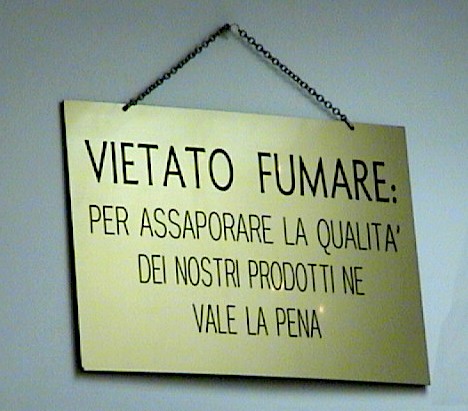 VIETATO FUMARE:
PER ASSAPORARE LA QUALITA'
DEI NOSTRI PRODOTTI NE
VALE LA PENA